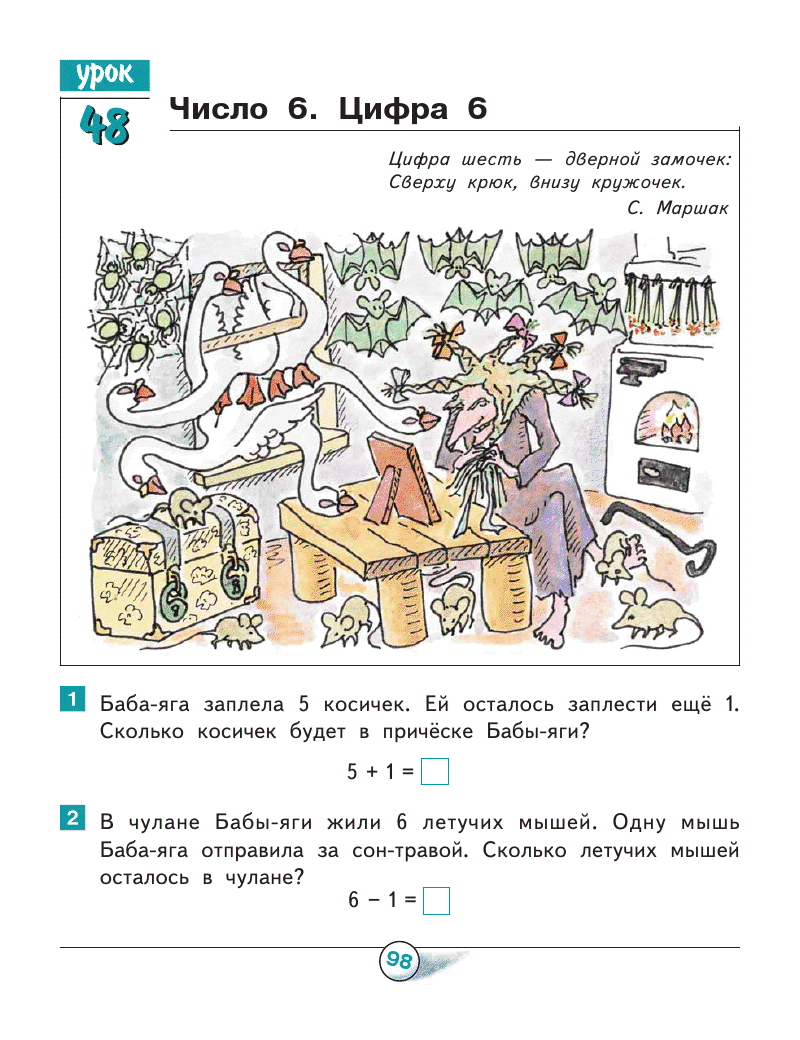 урок
48
Число 6. Цифра 6
Цифра шесть — дверной замочек:
Сверху крюк, внизу кружочек.
С. Маршак
1 Баба-яга заплела 5 косичек. Ей осталось заплести ещё 1.
Сколько косичек будет в причёске Бабы-яги?
5 + 1 =
2 В чулане Бабы-яги жили 6 летучих мышей. Одну мышь
Баба-яга отправила за сон-травой. Сколько летучих мышей
осталось в чулане?
6 − 1 =
98